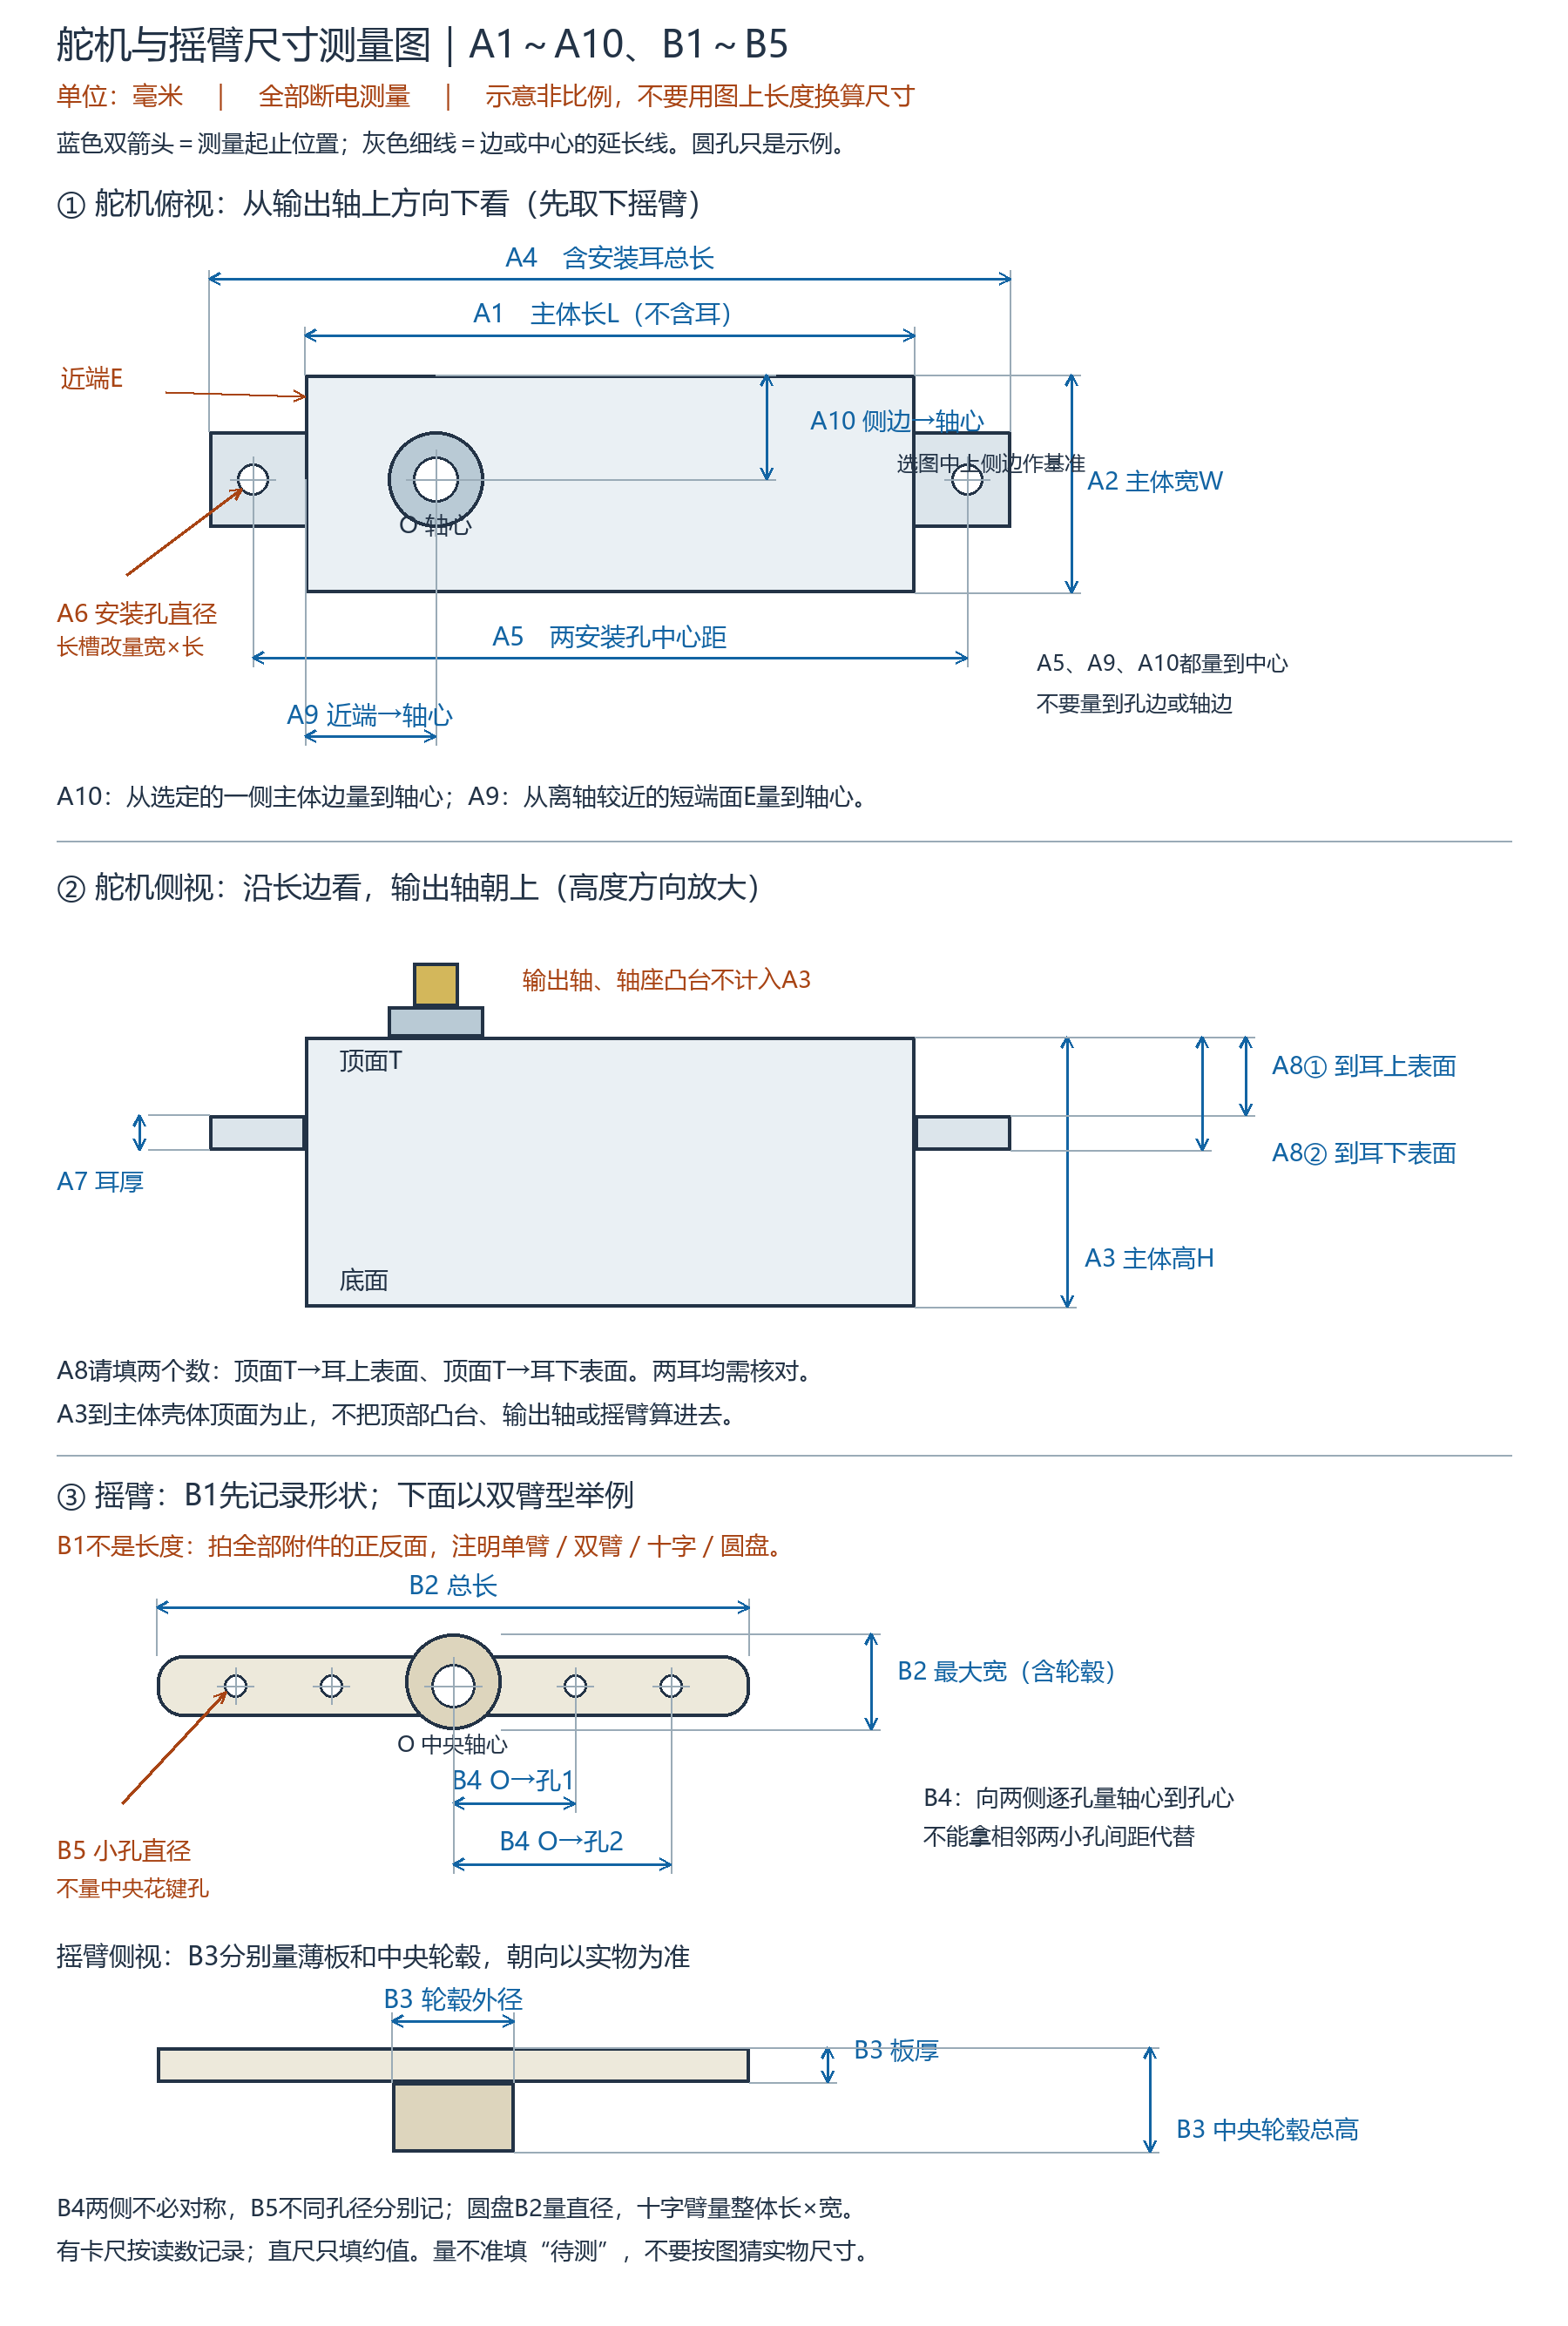 舵机与摇臂尺寸测量图｜A1～A10、B1～B5
单位：毫米　｜　全部断电测量　｜　示意非比例，不要用图上长度换算尺寸
蓝色双箭头＝测量起止位置；灰色细线＝边或中心的延长线。圆孔只是示例。
① 舵机俯视：从输出轴上方向下看（先取下摇臂）
A4　含安装耳总长
A1　主体长L（不含耳）
近端E
A10 侧边→轴心
选图中上侧边作基准
A2 主体宽W
O 轴心
A6 安装孔直径
长槽改量宽×长
A5　两安装孔中心距
A5、A9、A10都量到中心
不要量到孔边或轴边
A9 近端→轴心
A10：从选定的一侧主体边量到轴心；A9：从离轴较近的短端面E量到轴心。
② 舵机侧视：沿长边看，输出轴朝上（高度方向放大）
输出轴、轴座凸台不计入A3
顶面T
A8① 到耳上表面
A8② 到耳下表面
A7 耳厚
A3 主体高H
底面
A8请填两个数：顶面T→耳上表面、顶面T→耳下表面。两耳均需核对。
A3到主体壳体顶面为止，不把顶部凸台、输出轴或摇臂算进去。
③ 摇臂：B1先记录形状；下面以双臂型举例
B1不是长度：拍全部附件的正反面，注明单臂 / 双臂 / 十字 / 圆盘。
B2 总长
B2 最大宽（含轮毂）
O 中央轴心
B4 O→孔1
B4：向两侧逐孔量轴心到孔心
不能拿相邻两小孔间距代替
B4 O→孔2
B5 小孔直径
不量中央花键孔
摇臂侧视：B3分别量薄板和中央轮毂，朝向以实物为准
B3 轮毂外径
B3 板厚
B3 中央轮毂总高
B4两侧不必对称，B5不同孔径分别记；圆盘B2量直径，十字臂量整体长×宽。
有卡尺按读数记录；直尺只填约值。量不准填“待测”，不要按图猜实物尺寸。